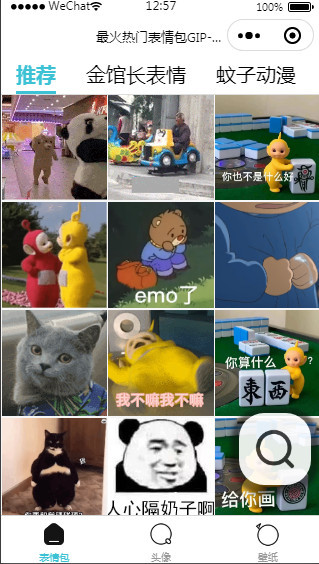 WeChat
12:57
100%
最火热门表情包GIP-...
推荐
金馆长表情
蚊子动漫
你也不是什么好
emo了
我不嘛我不嘛
你算什么
東
西
人心隔奶子啊
给你画
表情包
头像
壁纸